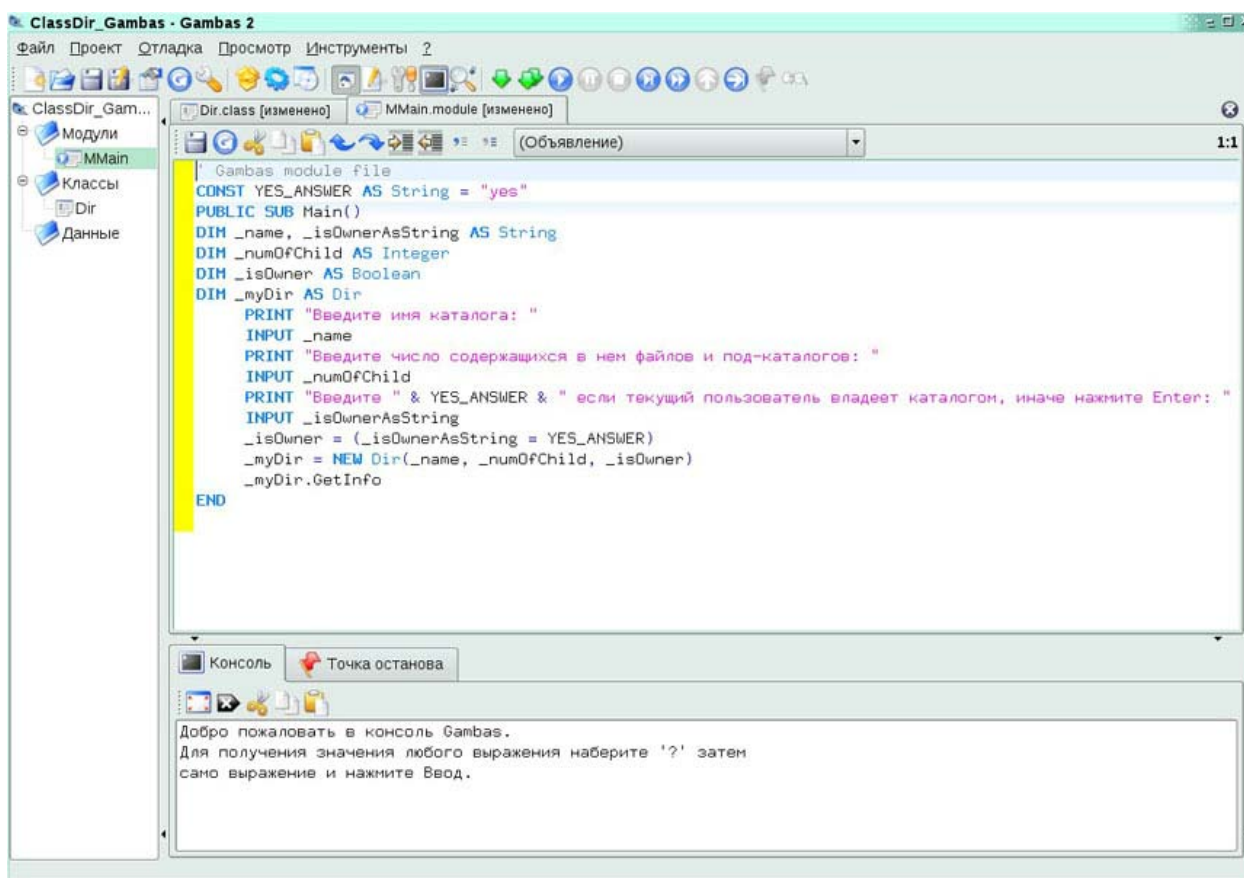 ClassDir_Gambas - Gambas 2
Файл Проект Отладка Просмотр Инструменты ?
ClassDir_Gam...
Модули
MMain
Классы
Dir
Данные
Dir.class [изменено]
MMain.module [изменено]
(Объявление)
1:1
' Gambas module file
CONST YES_ANSWER AS String = "yes"
PUBLIC SUB Main()
DIM _name, _isOwnerAsString AS String
DIM _numOfChild AS Integer
DIM _isOwner AS Boolean
DIM _myDir AS Dir
PRINT "Введите имя каталога: "
INPUT _name
PRINT "Введите число содержащихся в нем файлов и под-каталогов: "
INPUT _numOfChild
PRINT "Введите " & YES_ANSWER & " если текущий пользователь владеет каталогом, иначе нажмите Enter: "
INPUT _isOwnerAsString
_isOwner = (_isOwnerAsString = YES_ANSWER)
_myDir = NEW Dir(_name, _numOfChild, _isOwner)
_myDir.GetInfo
END
Консоль
Точка останова
Добро пожаловать в консоль Gambas.
Для получения значения любого выражения наберите '?' затем
само выражение и нажмите Ввод.